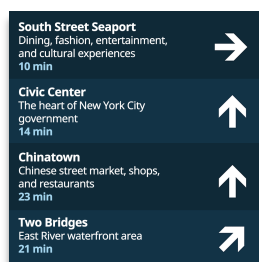 South Street Seaport
Dining, fashion, entertainment,
and cultural experiences
10 min
Civic Center
The heart of New York City
government
14 min
Chinatown
Chinese street market, shops,
and restaurants
23 min
Two Bridges
East River waterfront area
21 min